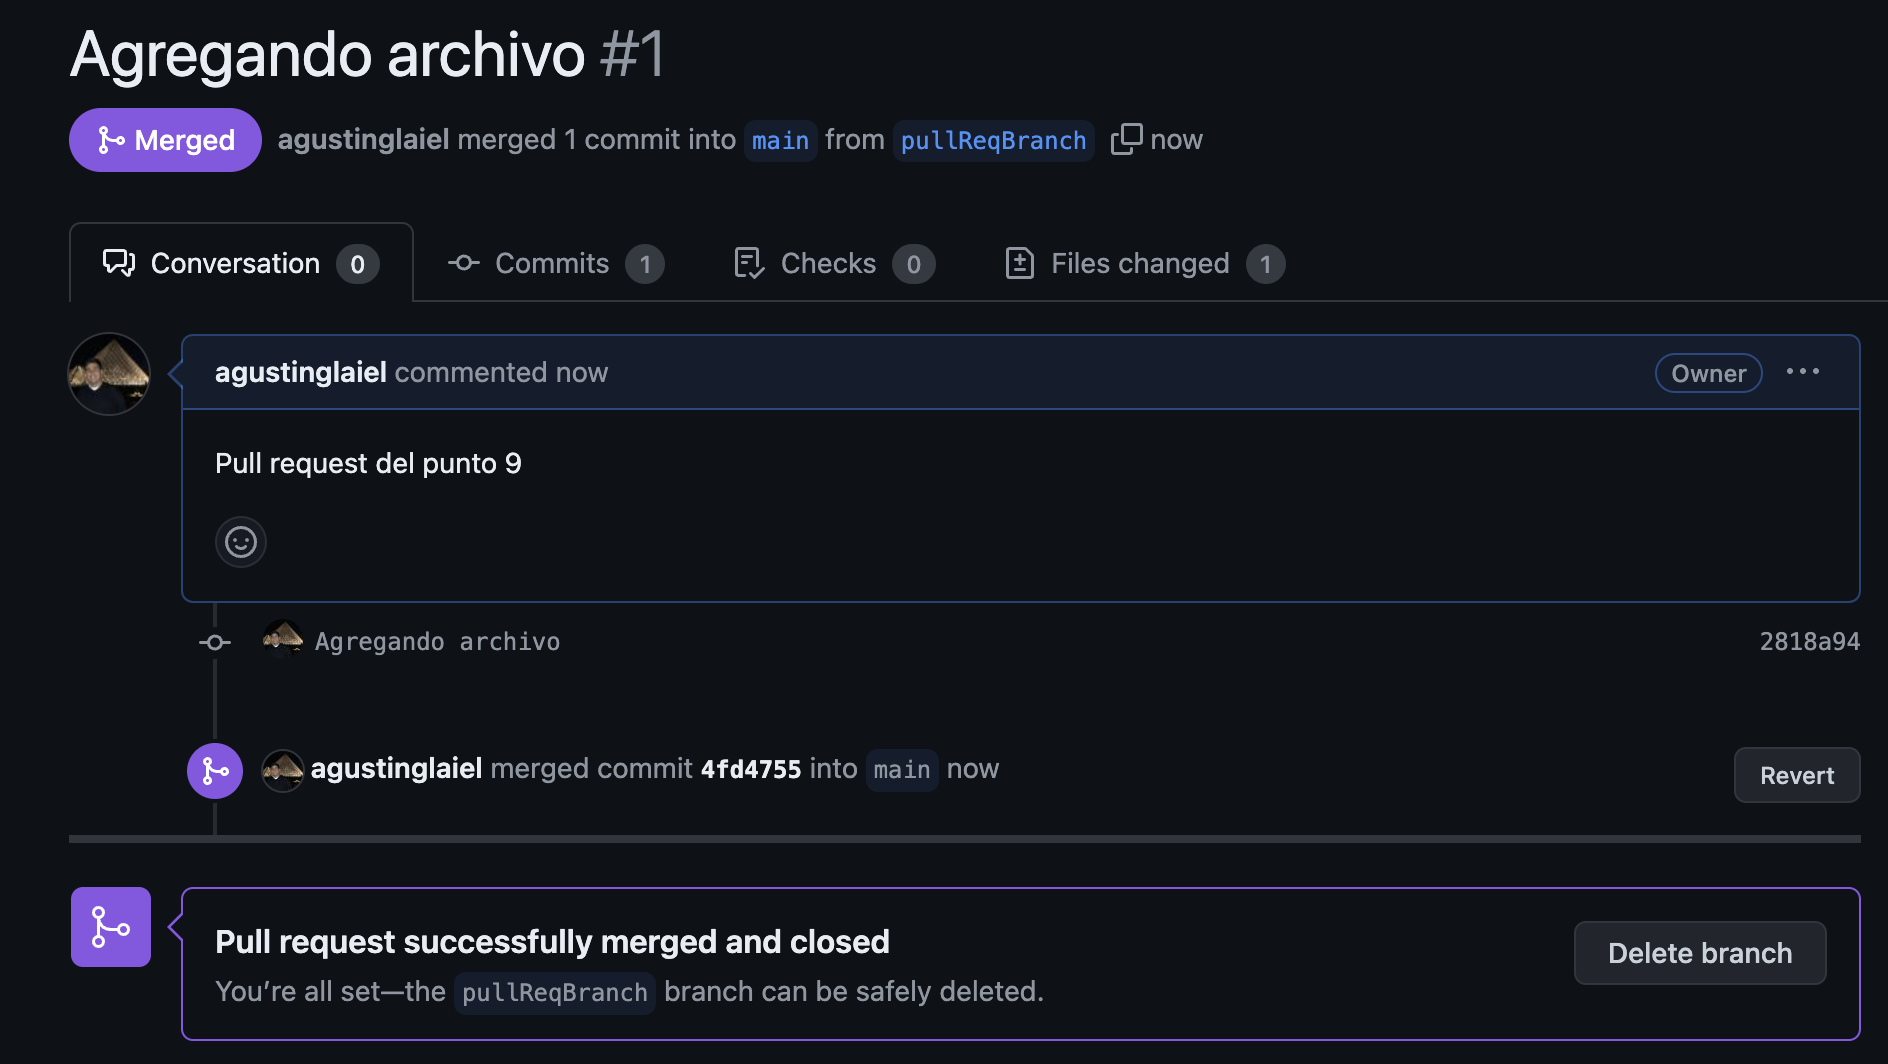 Agregando archivo #1
Merged agustinglaiel merged 1 commit into main from pullReqBranch now
Conversation 0 Commits 1 Checks 0 Files changed 1
agustinglaiel commented now Owner
Pull request del punto 9
Agregando archivo 2818a94
agustinglaiel merged commit 4fd4755 into main now Revert
Pull request successfully merged and closed
You’re all set—the pullReqBranch branch can be safely deleted.
Delete branch